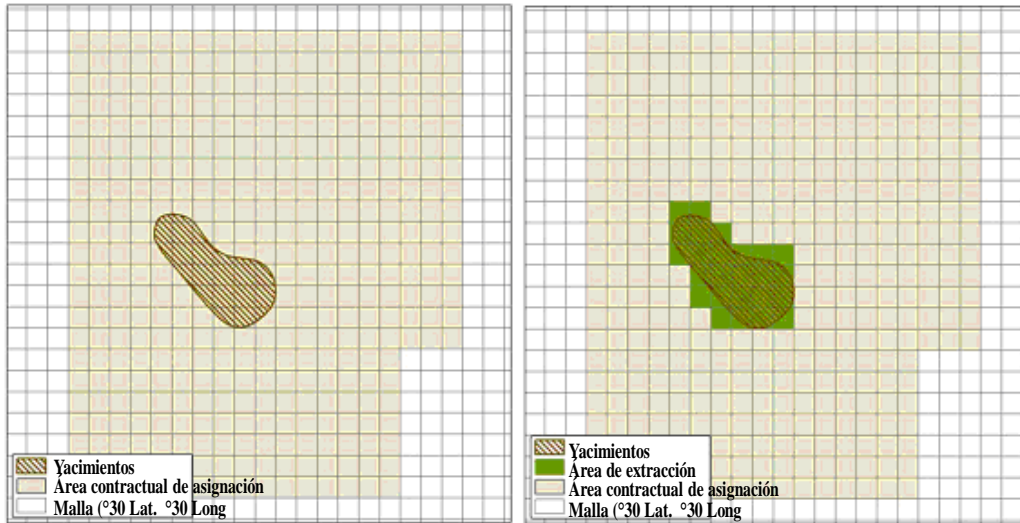 Yacimientos
Área contractual de asignación
Malla (°30 Lat. °30 Long
Yacimientos
Área de extracción
Área contractual de asignación
Malla (°30 Lat. °30 Long